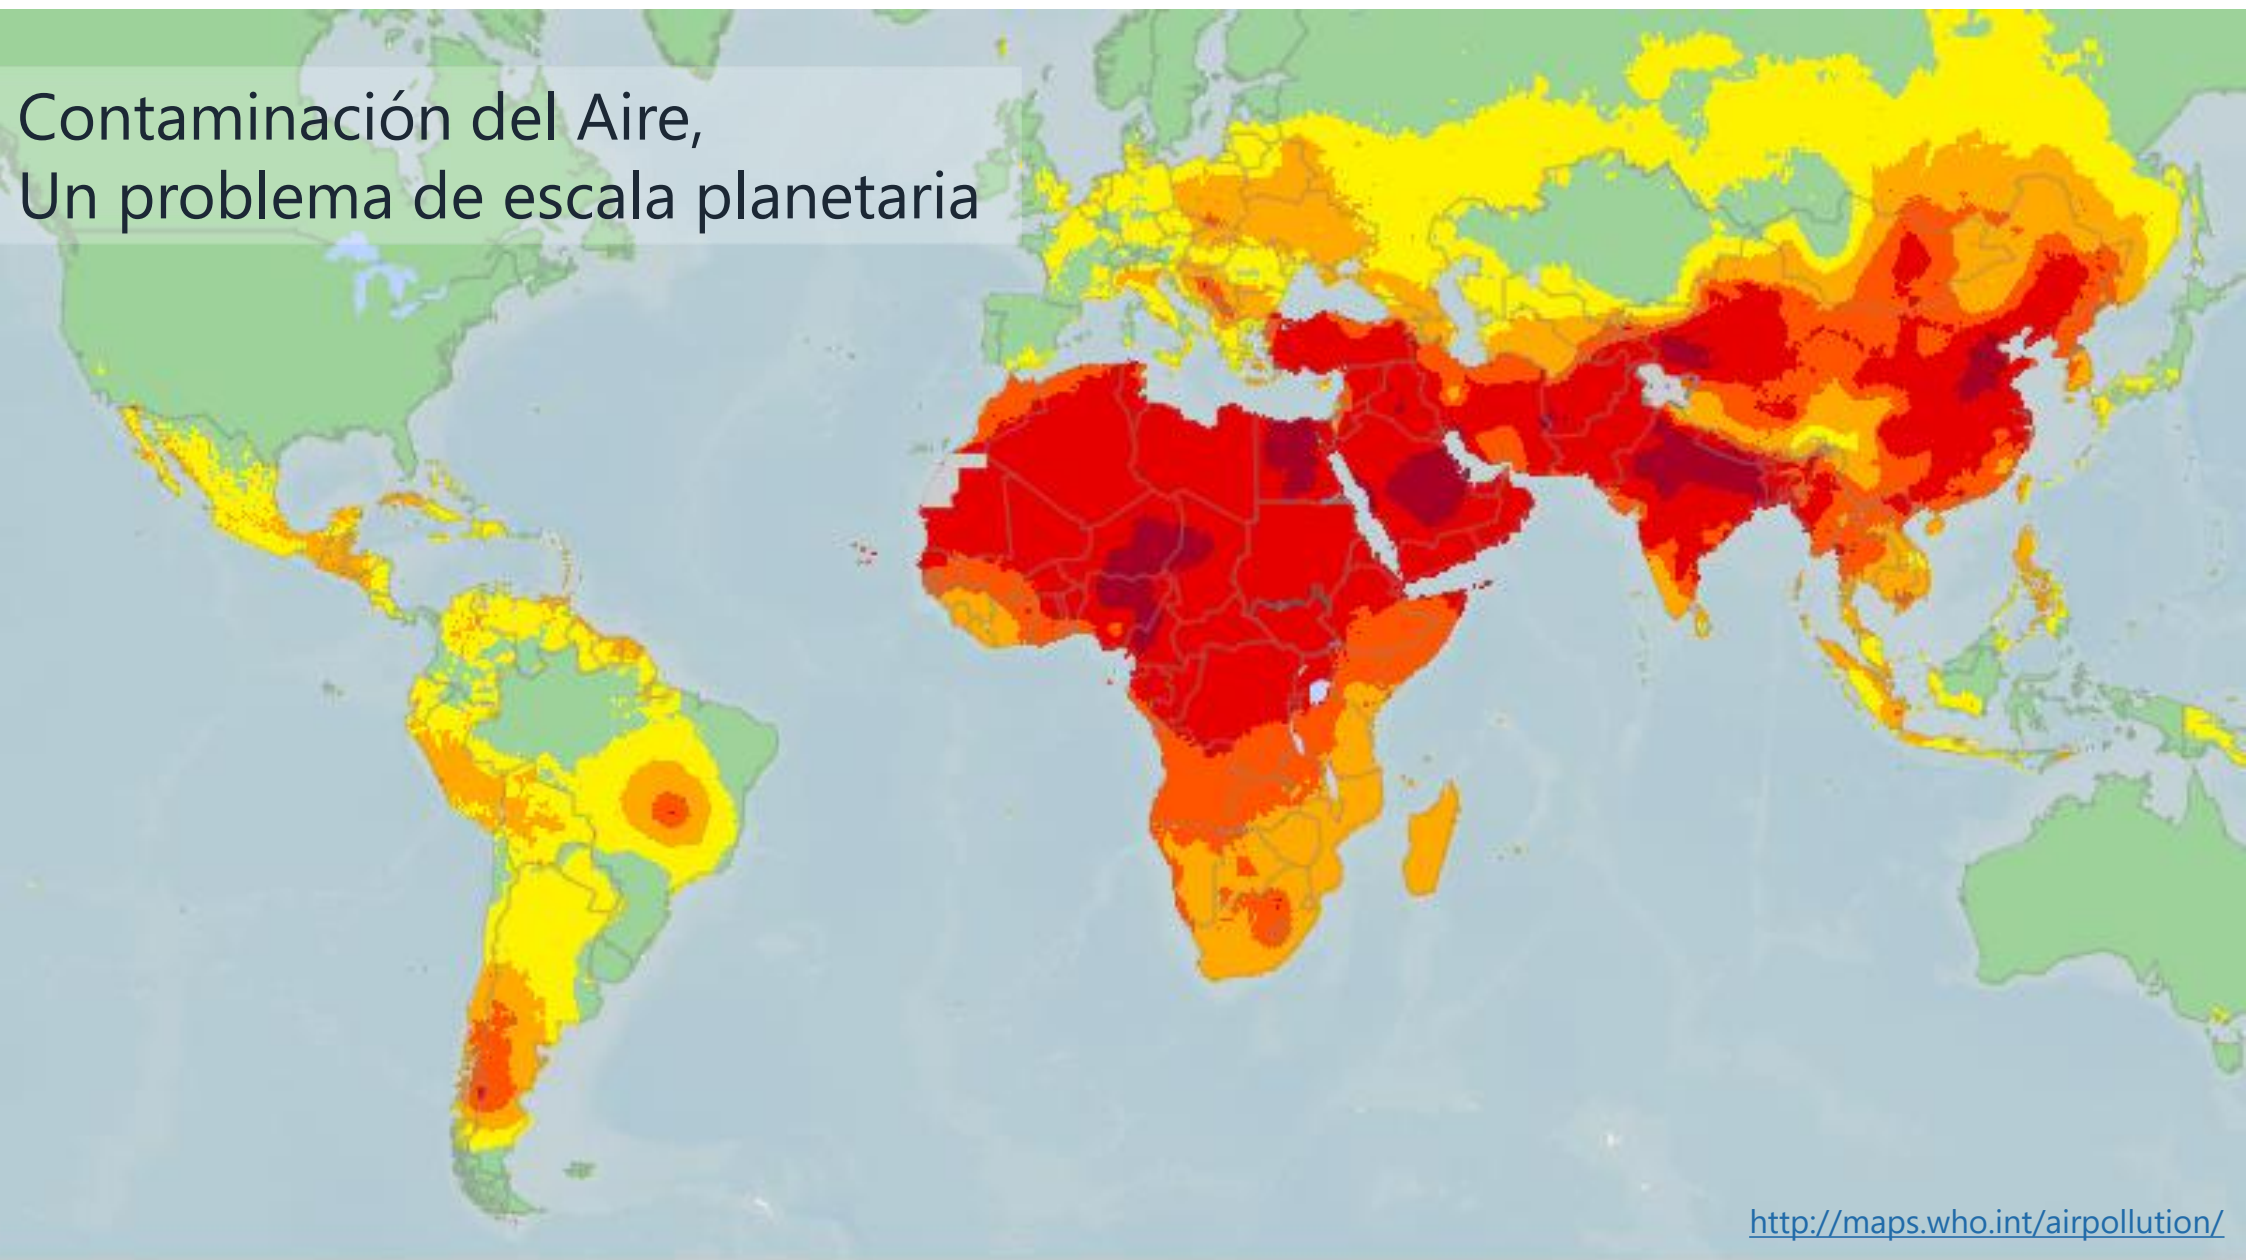 Contaminación del Aire,
Un problema de escala planetaria
http://maps.who.int/airpollution/